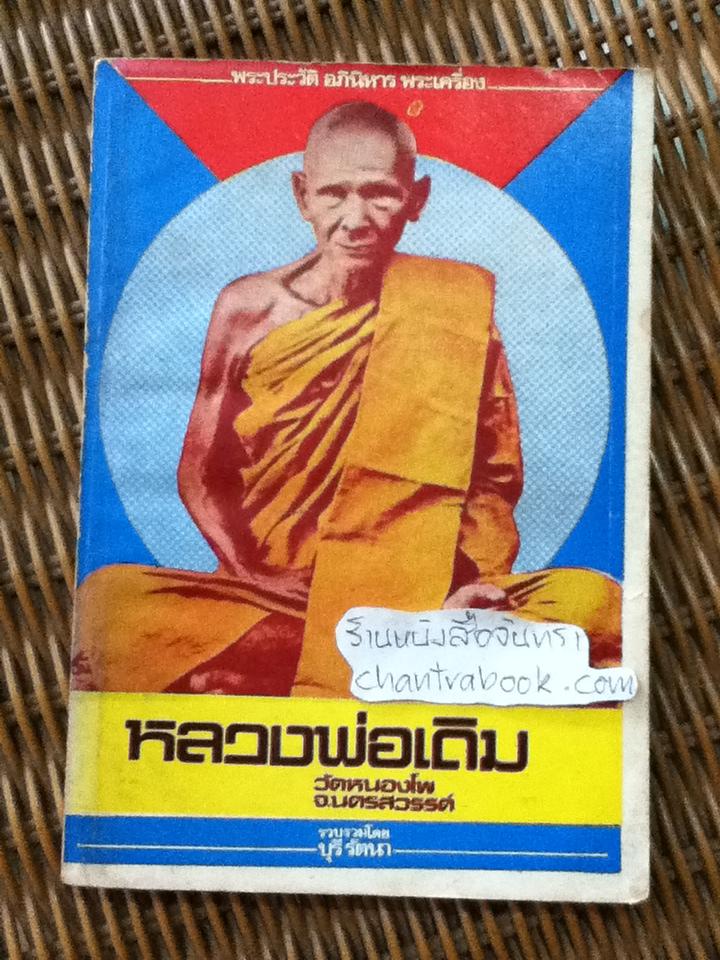 พระประวัติ อภินิหาร พระเครื่อง
ร้านหนังสือจันทรา
chantrabook.com
หลวงพ่อเดิม
วัดหนองโพ
จ.นครสวรรค์
รวบรวมโดย
บุรี รัตนา